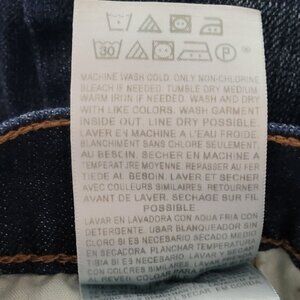 30
P
MACHINE WASH COLD. ONLY NON-CHLORINE
BLEACH IF NEEDED. TUMBLE DRY MEDIUM.
WARM IRON IF NEEDED. WASH AND DRY
WITH LIKE COLORS. WASH GARMENT
INSIDE OUT. LINE DRY POSSIBLE.
LAVER EN MACHINE A L'EAU FROIDE.
BLANCHIMENT SANS CHLORE SEULEMENT.
AU BESOIN. SECHER EN MACHINE A
TEMPERATURE MOYENNE REPASSER AU FER
TIEDE AU BESOIN. LAVER ET SECHER
AVEC COULEURS SIMILAIRES. RETOURNER
AVANT DE LAVER. SECHAGE SUR FIL
POSSIBLE
LAVAR EN LAVADORA CON AGUA FRIA CON
DETERGENTE. USAR BLANQUEADOR SIN
CLORO SI ES NECESARIO. SECADO MEDIO
EN SECADORA. PLANCHAR TEMPERATURA
TIBIA SI ES NECESARIO. LAVAR Y SECAR
CON COLORES SIMILARES. LAVAR AL